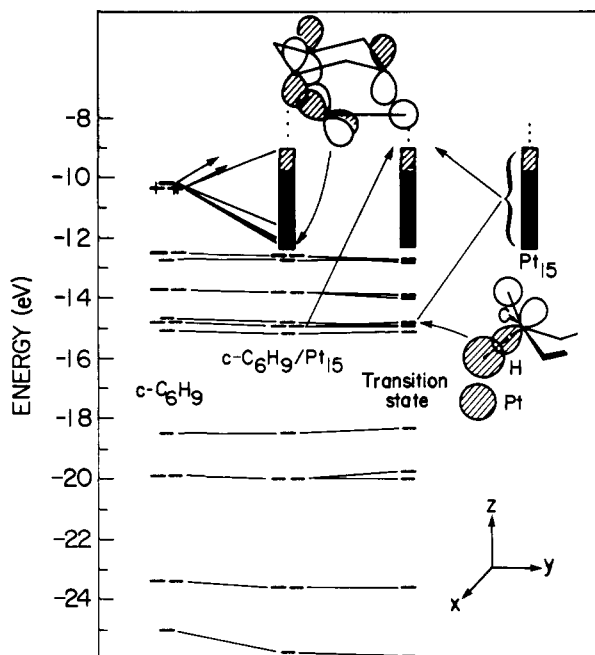 ENERGY (eV)
-8
-10
-12
-14
-16
-18
-20
-22
-24
c-C6H9
c-C6H9/Pt15
Transition
state
Pt15
H
Pt
z
y
x